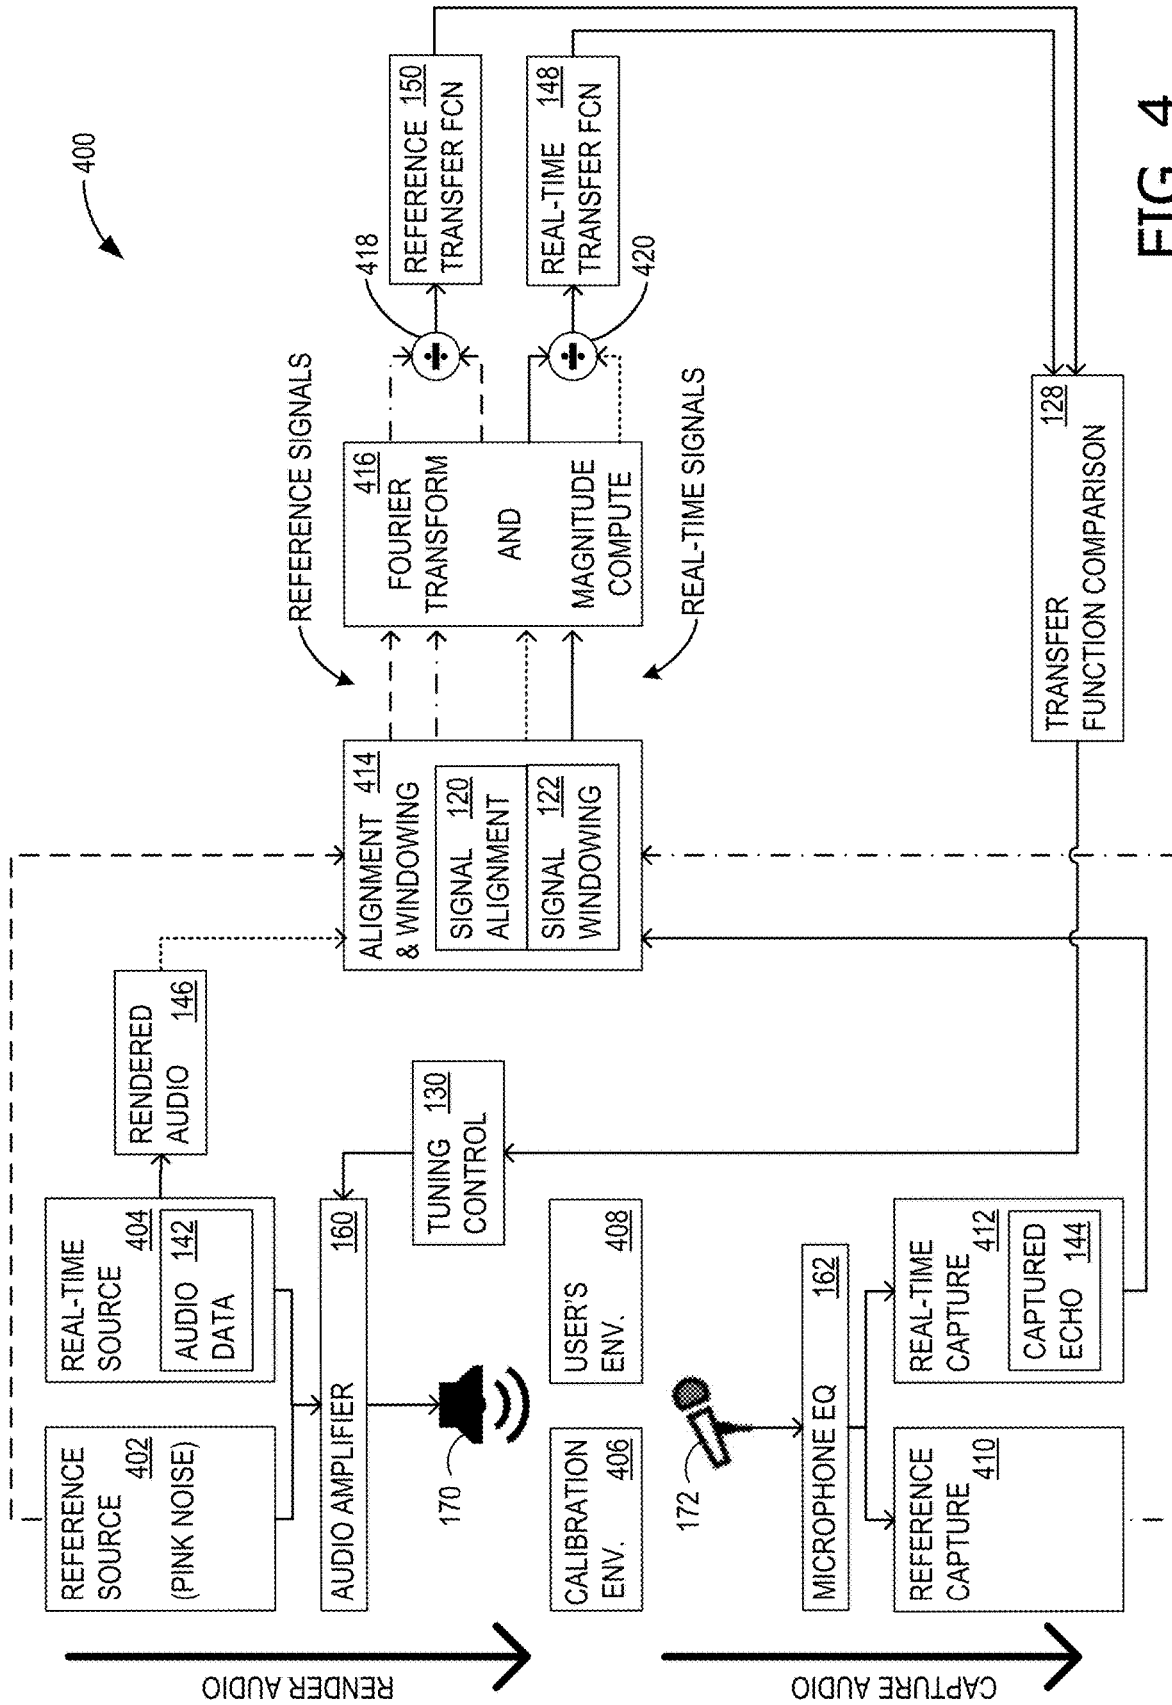 400
RENDER AUDIO
REFERENCE
SOURCE 402
(PINK NOISE)
REAL-TIME
SOURCE 404
AUDIO 142
DATA
RENDERED
AUDIO 146
AUDIO AMPLIFIER 160
TUNING 130
CONTROL
170
CALIBRATION
ENV. 406
USER'S
ENV. 408
CAPTURE AUDIO
172
MICROPHONE EQ 162
REFERENCE
CAPTURE 410
REAL-TIME
CAPTURE 412
CAPTURED
ECHO 144
ALIGNMENT 414
& WINDOWING
SIGNAL 120
ALIGNMENT
SIGNAL 122
WINDOWING
REFERENCE SIGNALS
REAL-TIME SIGNALS
416
FOURIER
TRANSFORM
AND
MAGNITUDE
COMPUTE
÷
418
÷
420
REFERENCE 150
TRANSFER FCN
REAL-TIME 148
TRANSFER FCN
TRANSFER 128
FUNCTION COMPARISON
FIG. 4